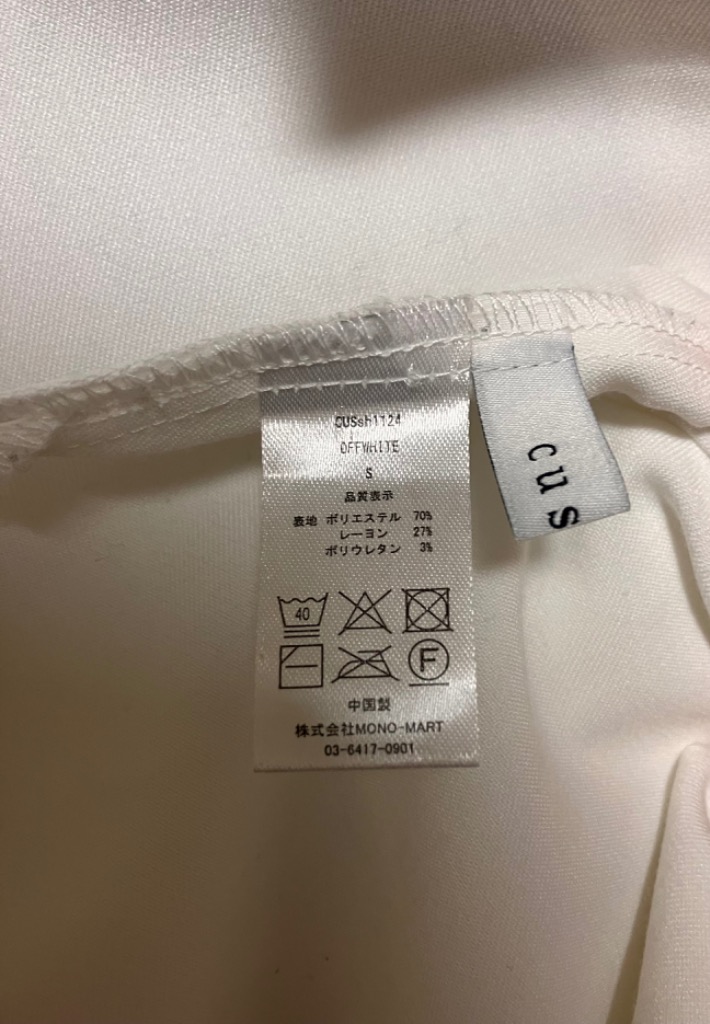 CUSsh1124
OFFWHITE
S
品質表示
表地 ポリエステル 70%
レーヨン 27%
ポリウレタン 3%
40
F
中国製
株式会社MONO-MART
03-6417-0901
cus